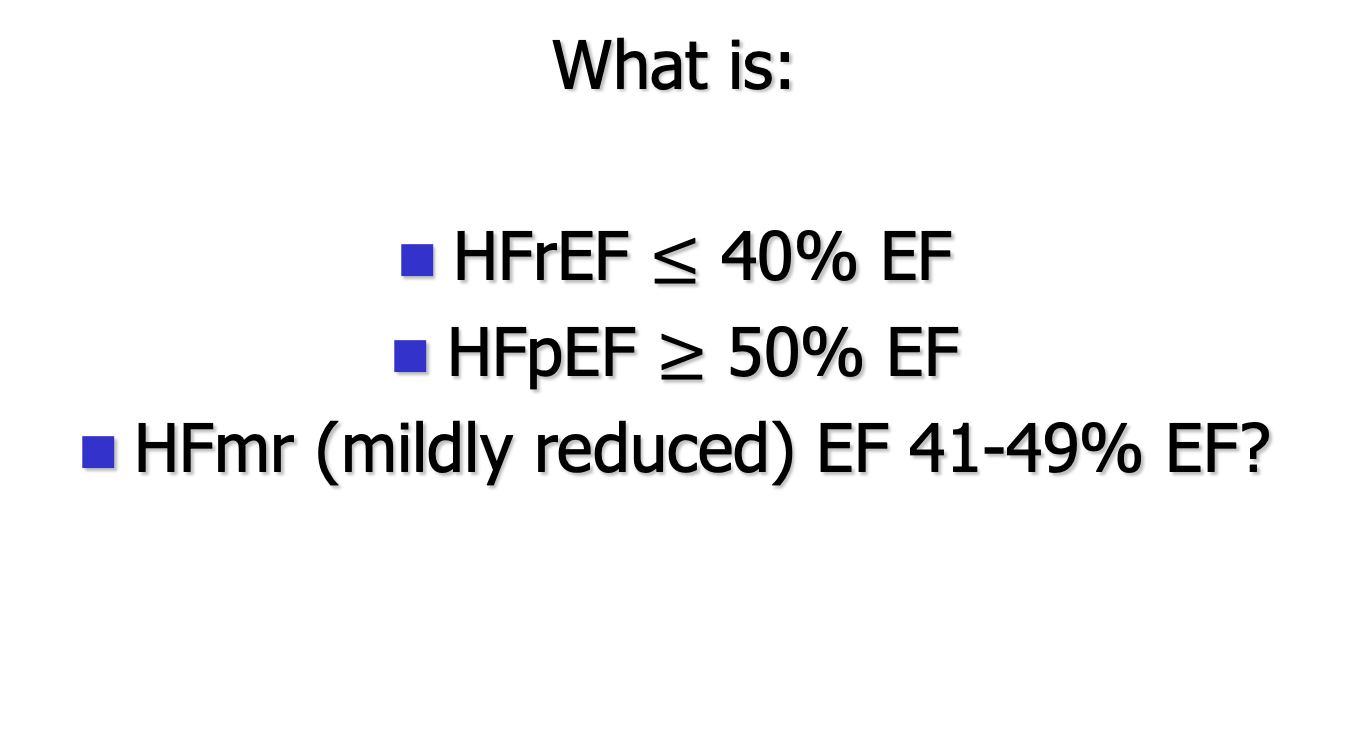 What is:
■ HFrEF ≤ 40% EF
■ HFpEF ≥ 50% EF
■ HFmr (mildly reduced) EF 41-49% EF?